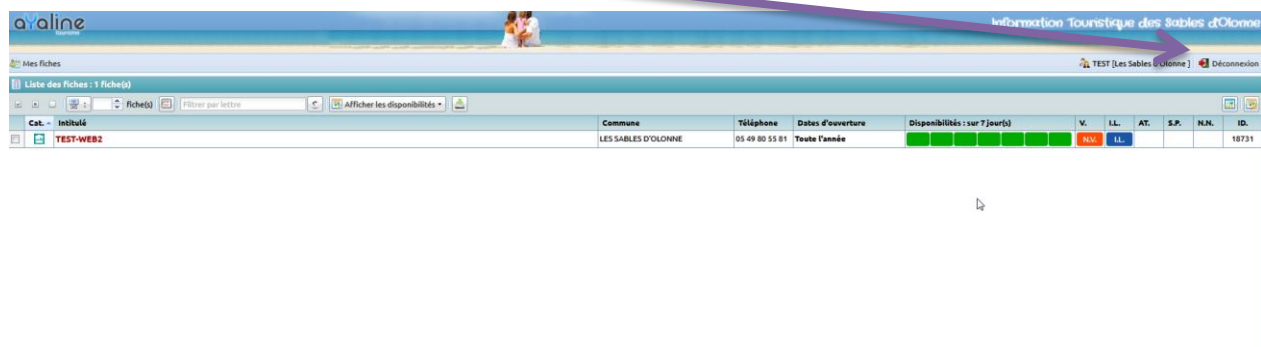 aYaline
tourisme
Information Touristique des Sables d'Olonne
Mes fiches TEST [Les Sables d'Olonne ] Déconnexion
Liste des fiches : 1 fiche(s)
fiche(s) Filtrer par lettre Afficher les disponibilités
Cat. Intitulé Commune Téléphone Dates d'ouverture Disponibilités : sur 7 jour(s) V. I.L. AT. S.P. N.N. ID.
TEST-WEB2 LES SABLES D'OLONNE 05 49 80 55 81 Toute l'année N.V. I.L. 18731